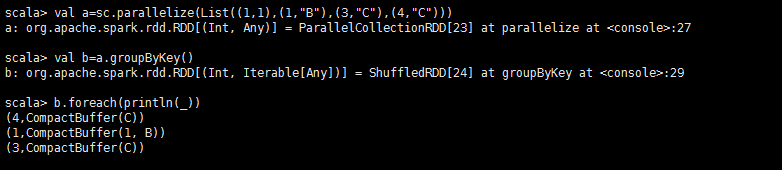 scala> val a=sc.parallelize(List((1,1),(1,"B"),(3,"C"),(4,"C")))
a: org.apache.spark.rdd.RDD[(Int, Any)] = ParallelCollectionRDD[23] at parallelize at <console>:27
scala> val b=a.groupByKey()
b: org.apache.spark.rdd.RDD[(Int, Iterable[Any])] = ShuffledRDD[24] at groupByKey at <console>:29
scala> b.foreach(println(_))
(4,CompactBuffer(C))
(1,CompactBuffer(1, B))
(3,CompactBuffer(C))